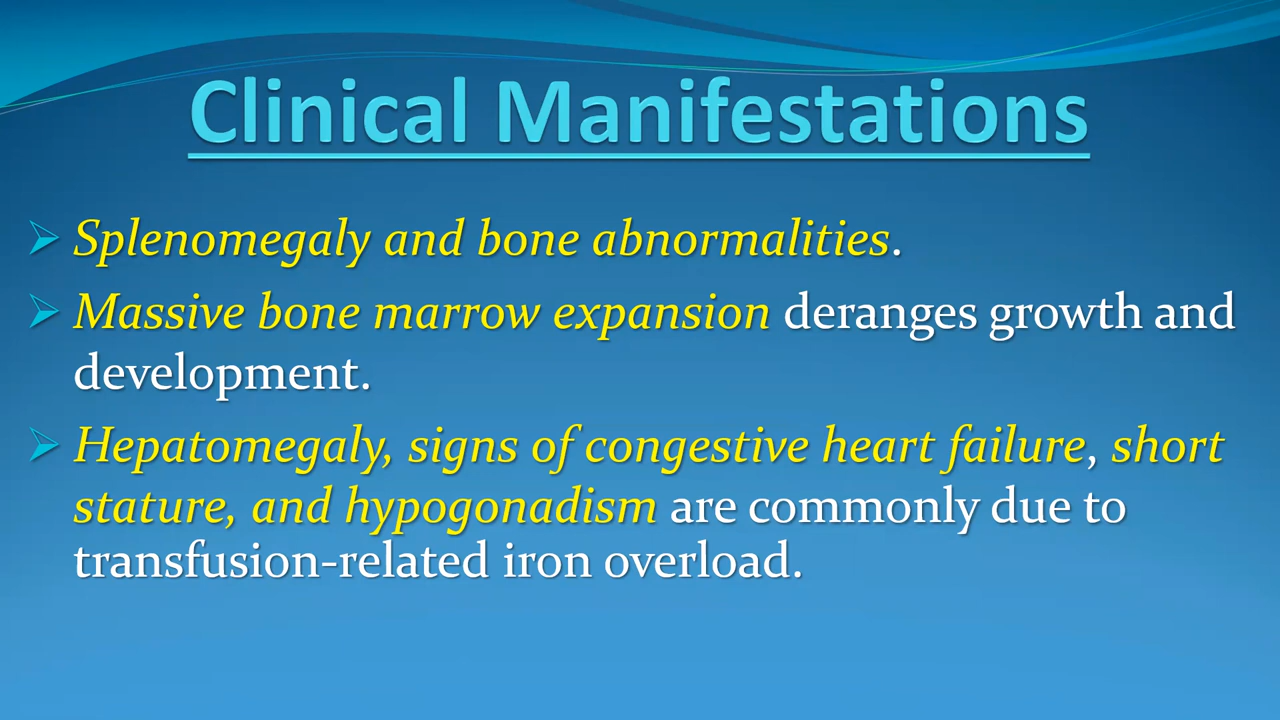 Clinical Manifestations
Splenomegaly and bone abnormalities.
Massive bone marrow expansion deranges growth and
development.
Hepatomegaly, signs of congestive heart failure, short
stature, and hypogonadism are commonly due to
transfusion-related iron overload.